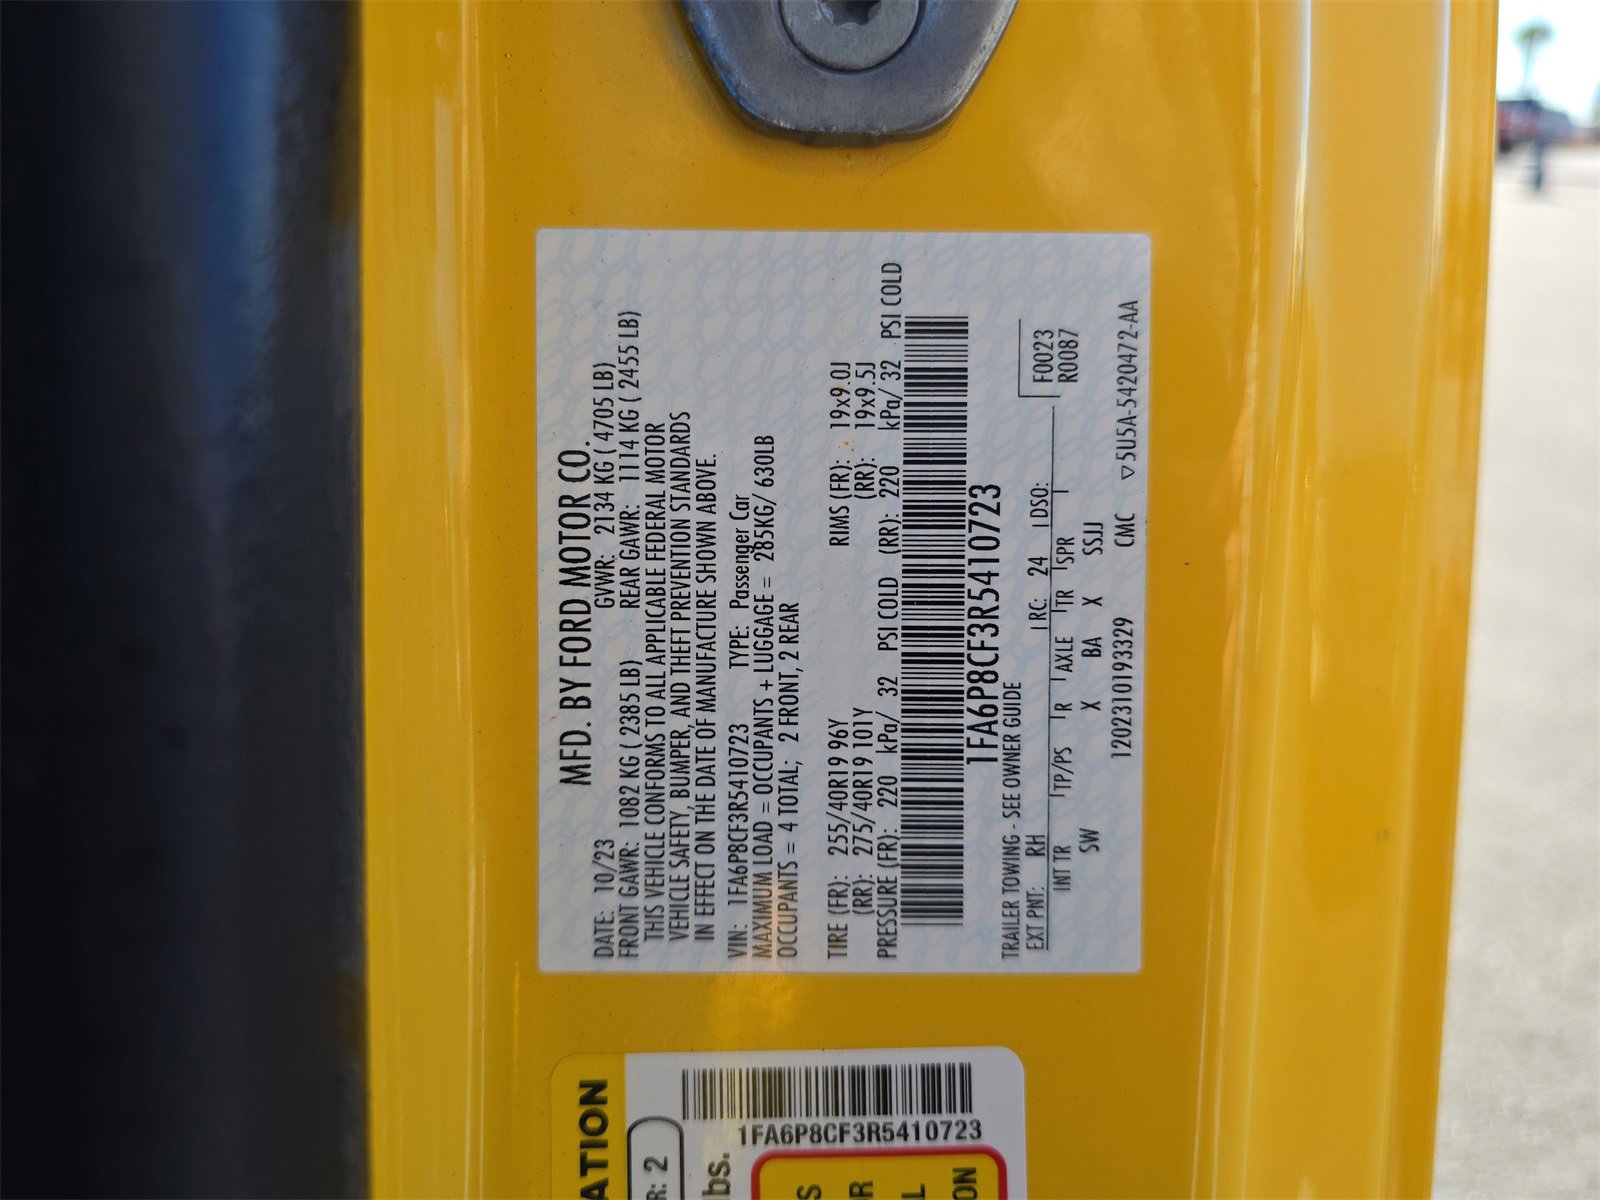 MFD. BY FORD MOTOR CO.
DATE: 10/23 GVWR: 2134 KG ( 4705 LB)
FRONT GAWR: 1082 KG ( 2385 LB) REAR GAWR: 1114 KG ( 2455 LB)
THIS VEHICLE CONFORMS TO ALL APPLICABLE FEDERAL MOTOR
VEHICLE SAFETY, BUMPER, AND THEFT PREVENTION STANDARDS
IN EFFECT ON THE DATE OF MANUFACTURE SHOWN ABOVE.
VIN: 1FA6P8CF3R5410723 TYPE: Passenger Car
MAXIMUM LOAD = OCCUPANTS + LUGGAGE = 285KG/ 630LB
OCCUPANTS = 4 TOTAL; 2 FRONT, 2 REAR
TIRE (FR): 255/40R19 96Y RIMS (FR): 19x9.0J
(RR): 275/40R19 101Y (RR): 19x9.5J
PRESSURE (FR): 220 kPa/ 32 PSI COLD (RR): 220 kPa/ 32 PSI COLD
1FA6P8CF3R5410723
TRAILER TOWING - SEE OWNER GUIDE
EXT PNT: RH RC: 24 DSO: F0023
INT TR TP/PS R AXLE TR SPR R0087
SW X BA X SSJJ
1202310193329 CMC ▽5U5A-5420472-AA
ATION
R: 2
1FA6P8CF3R5410723
bs.
S
R
L
ON